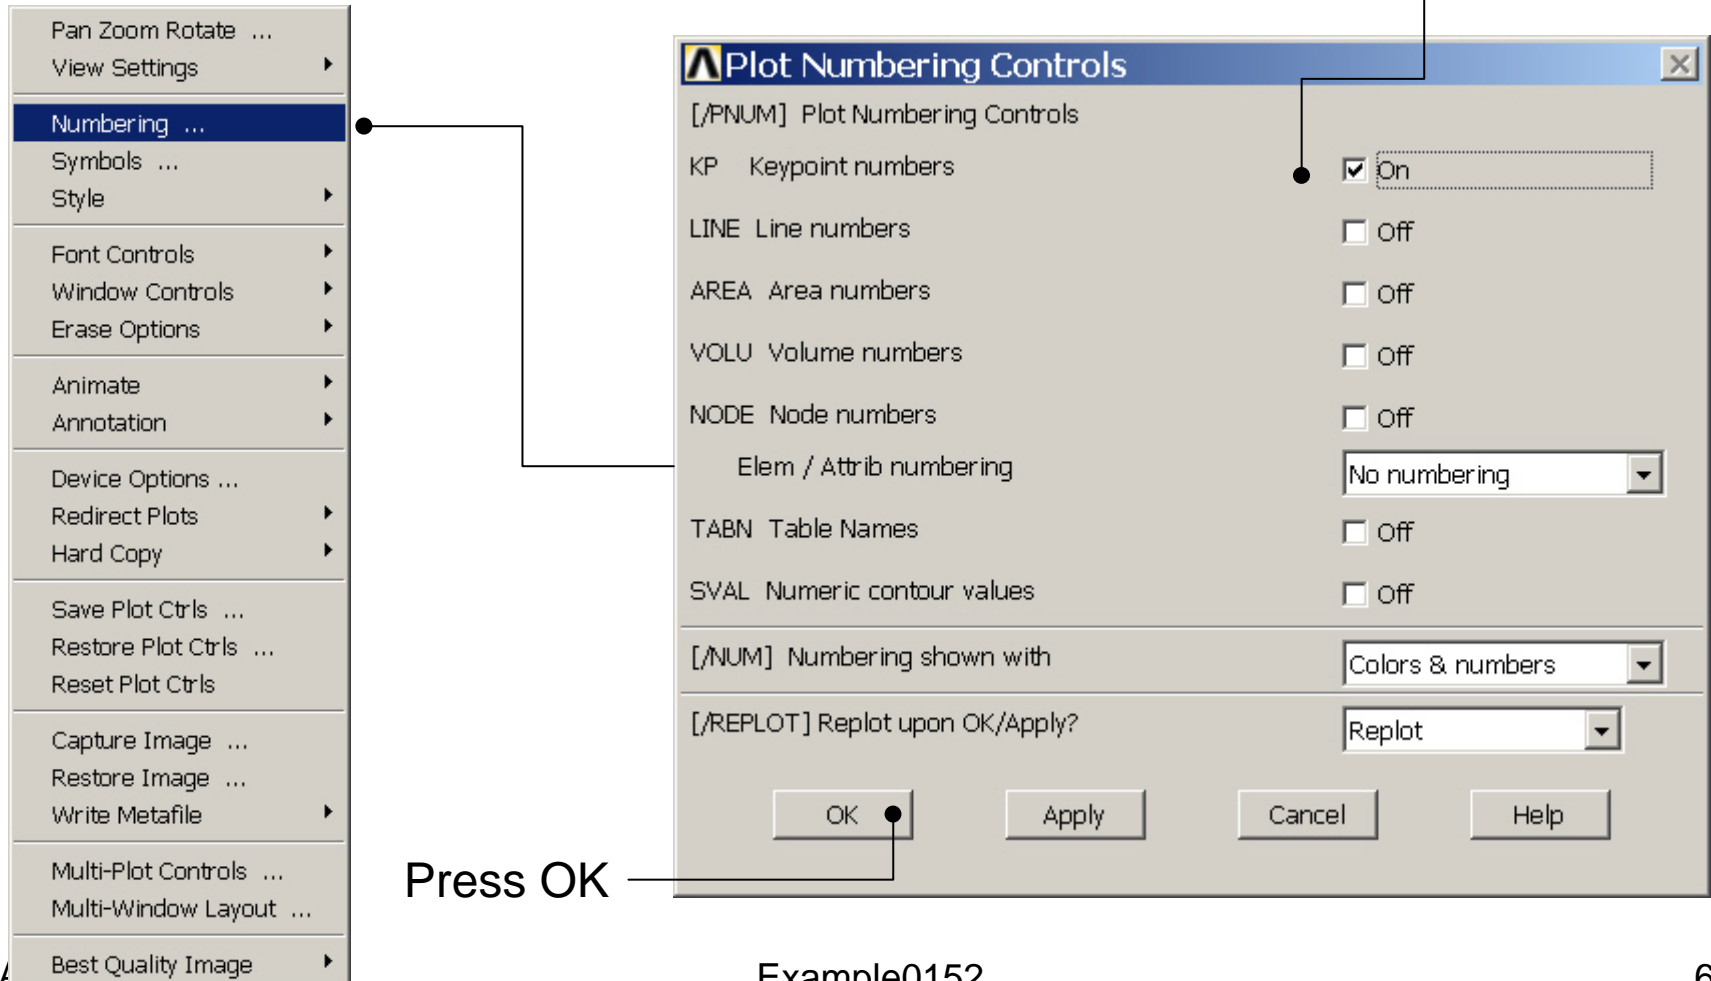 Pan Zoom Rotate ...
View Settings
Numbering ...
Symbols ...
Style
Font Controls
Window Controls
Erase Options
Animate
Annotation
Device Options ...
Redirect Plots
Hard Copy
Save Plot Ctrls ...
Restore Plot Ctrls ...
Reset Plot Ctrls
Capture Image ...
Restore Image ...
Write Metafile
Multi-Plot Controls ...
Multi-Window Layout ...
Best Quality Image
Plot Numbering Controls
[/PNUM] Plot Numbering Controls
KP Keypoint numbers On
LINE Line numbers Off
AREA Area numbers Off
VOLU Volume numbers Off
NODE Node numbers Off
Elem / Attrib numbering No numbering
TABN Table Names Off
SVAL Numeric contour values Off
[/NUM] Numbering shown with Colors & numbers
[/REPLOT] Replot upon OK/Apply? Replot
OK Apply Cancel Help
Press OK
Example0152
6